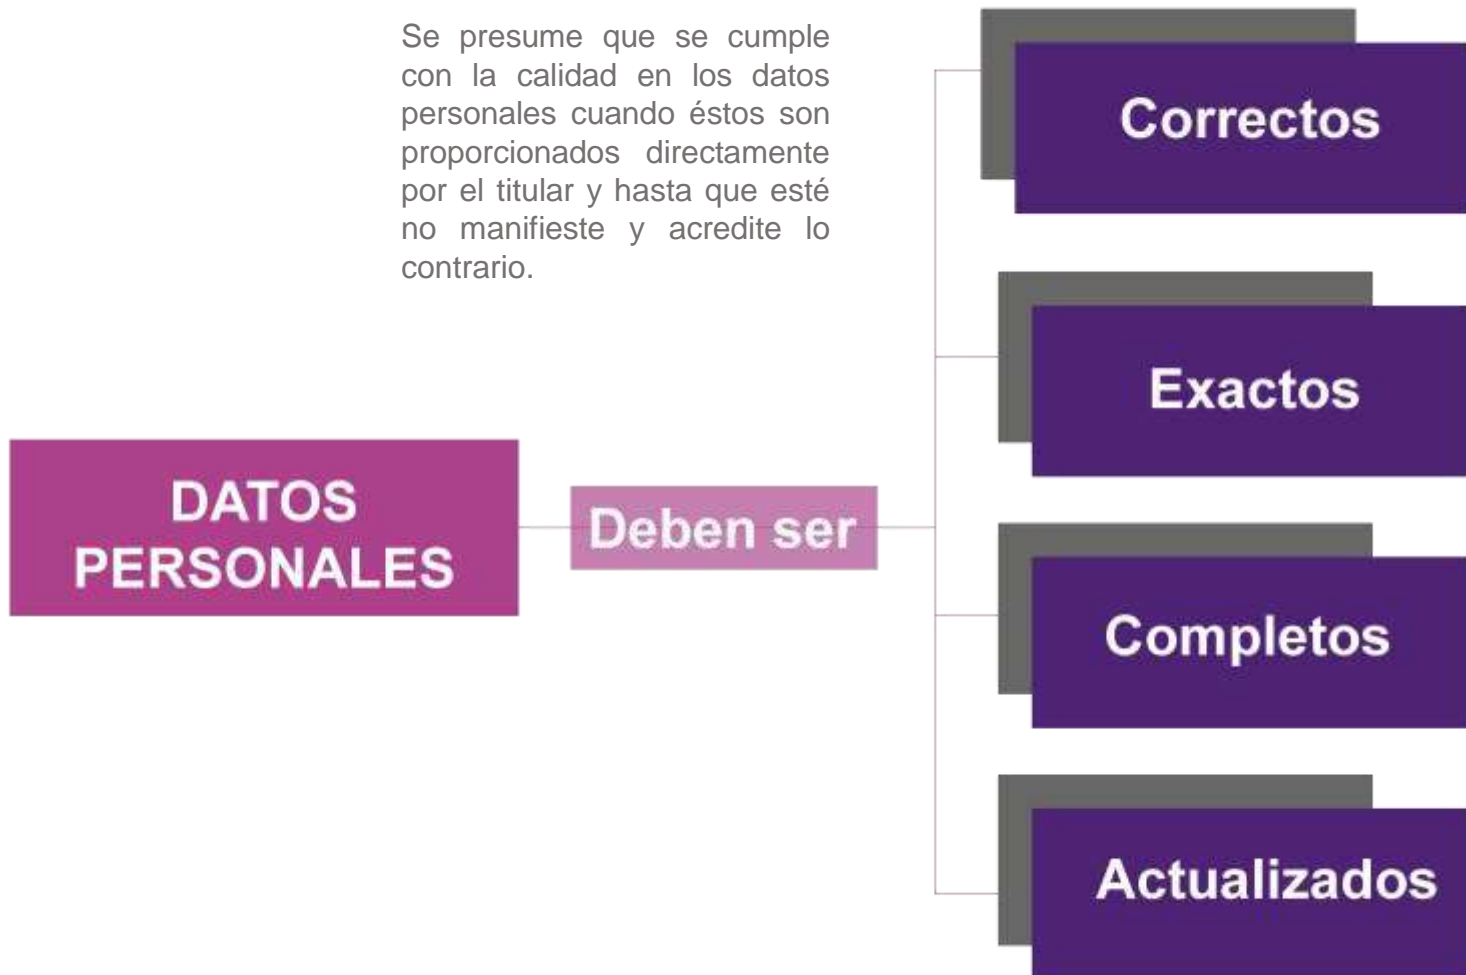 Se presume que se cumple
con la calidad en los datos
personales cuando éstos son
proporcionados directamente
por el titular y hasta que esté
no manifieste y acredite lo
contrario.
DATOS
PERSONALES
Deben ser
Correctos
Exactos
Completos
Actualizados